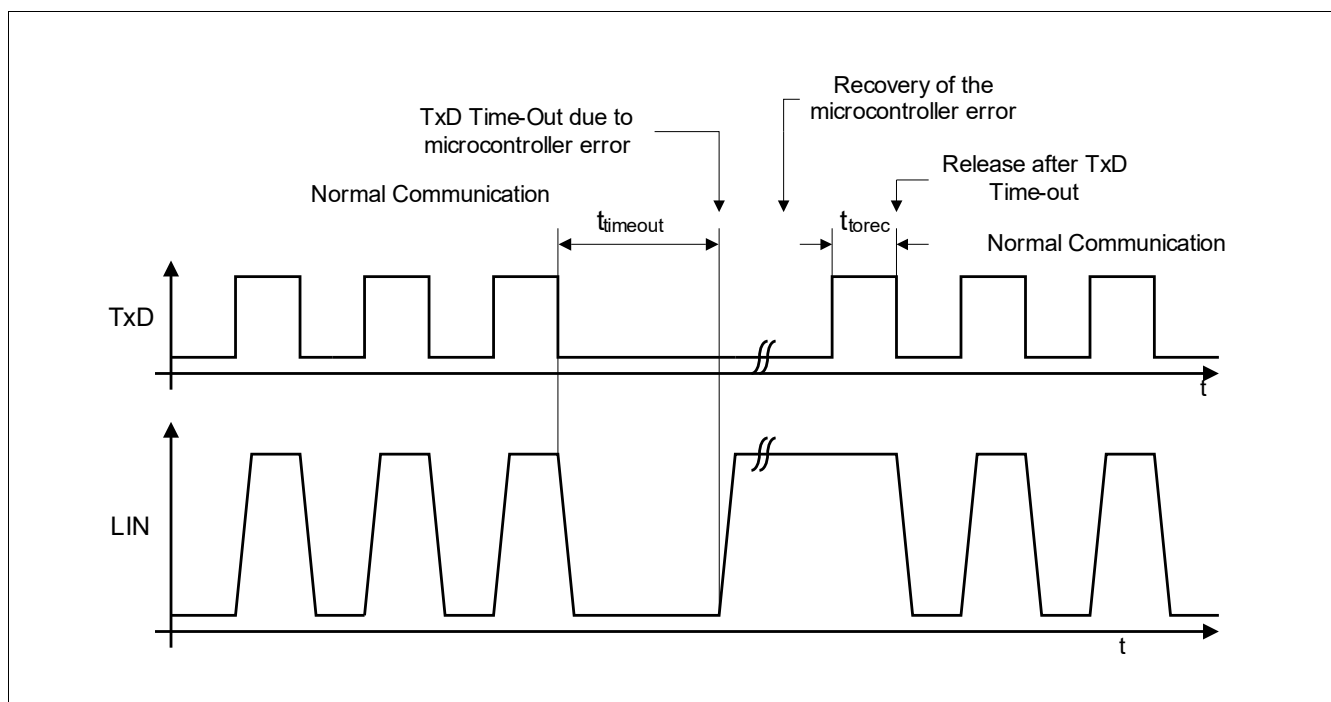 Recovery of the
microcontroller error
TxD Time-Out due to
microcontroller error
Release after TxD
Time-out
Normal Communication
ttimeout
ttorec
Normal Communication
TxD
t
LIN
t